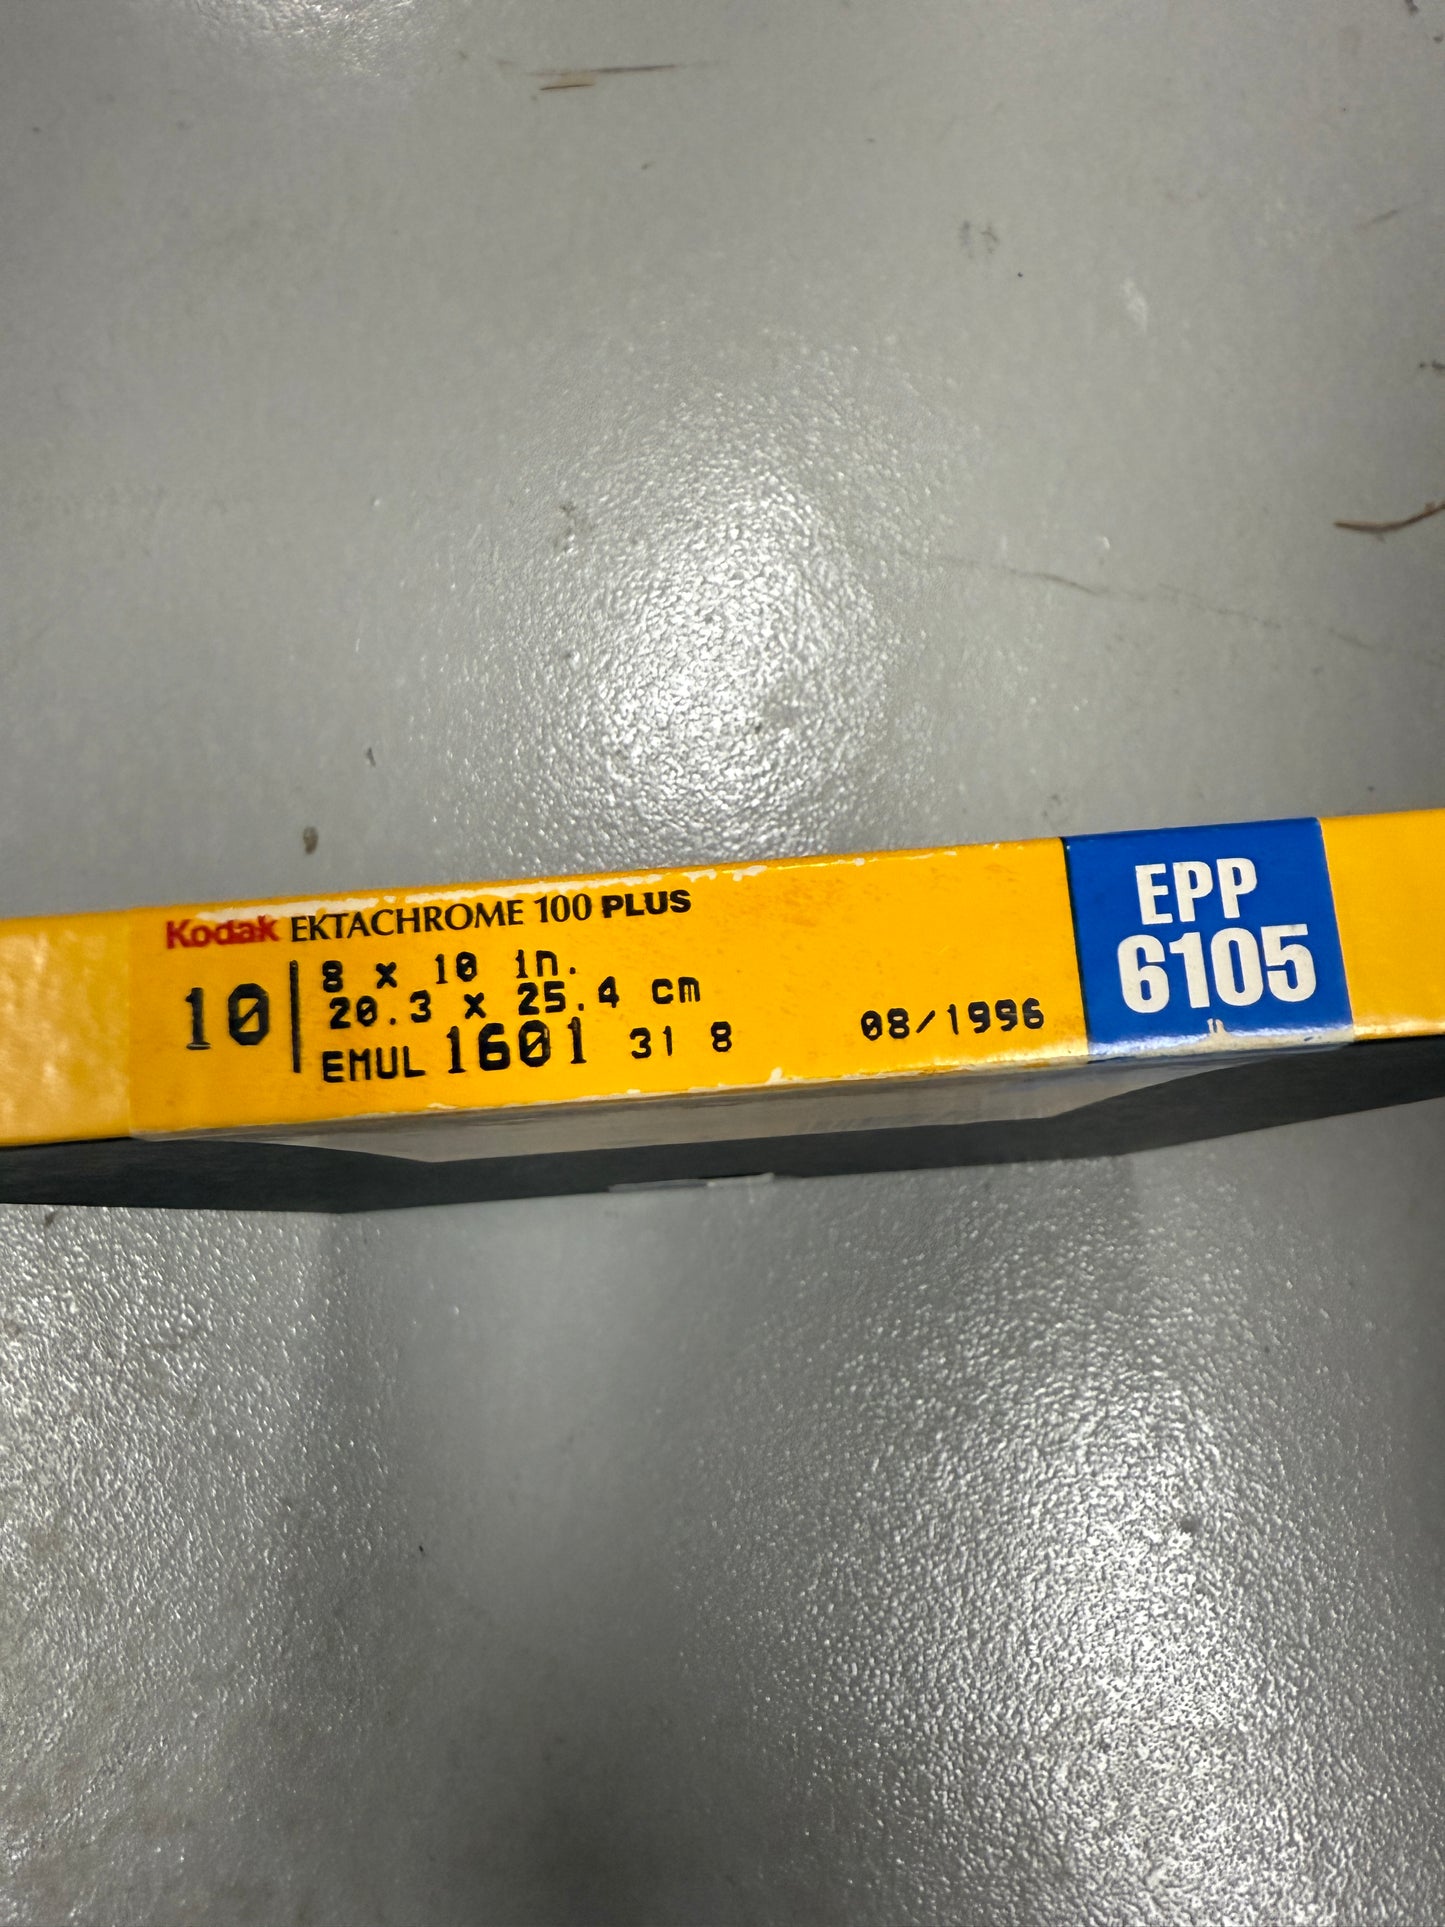 Kodak EKTACHROME 100 PLUS
10
8 x 10 in.
20.3 x 25.4 cm
EMUL 1601 31 8
08/1996
EPP
6105